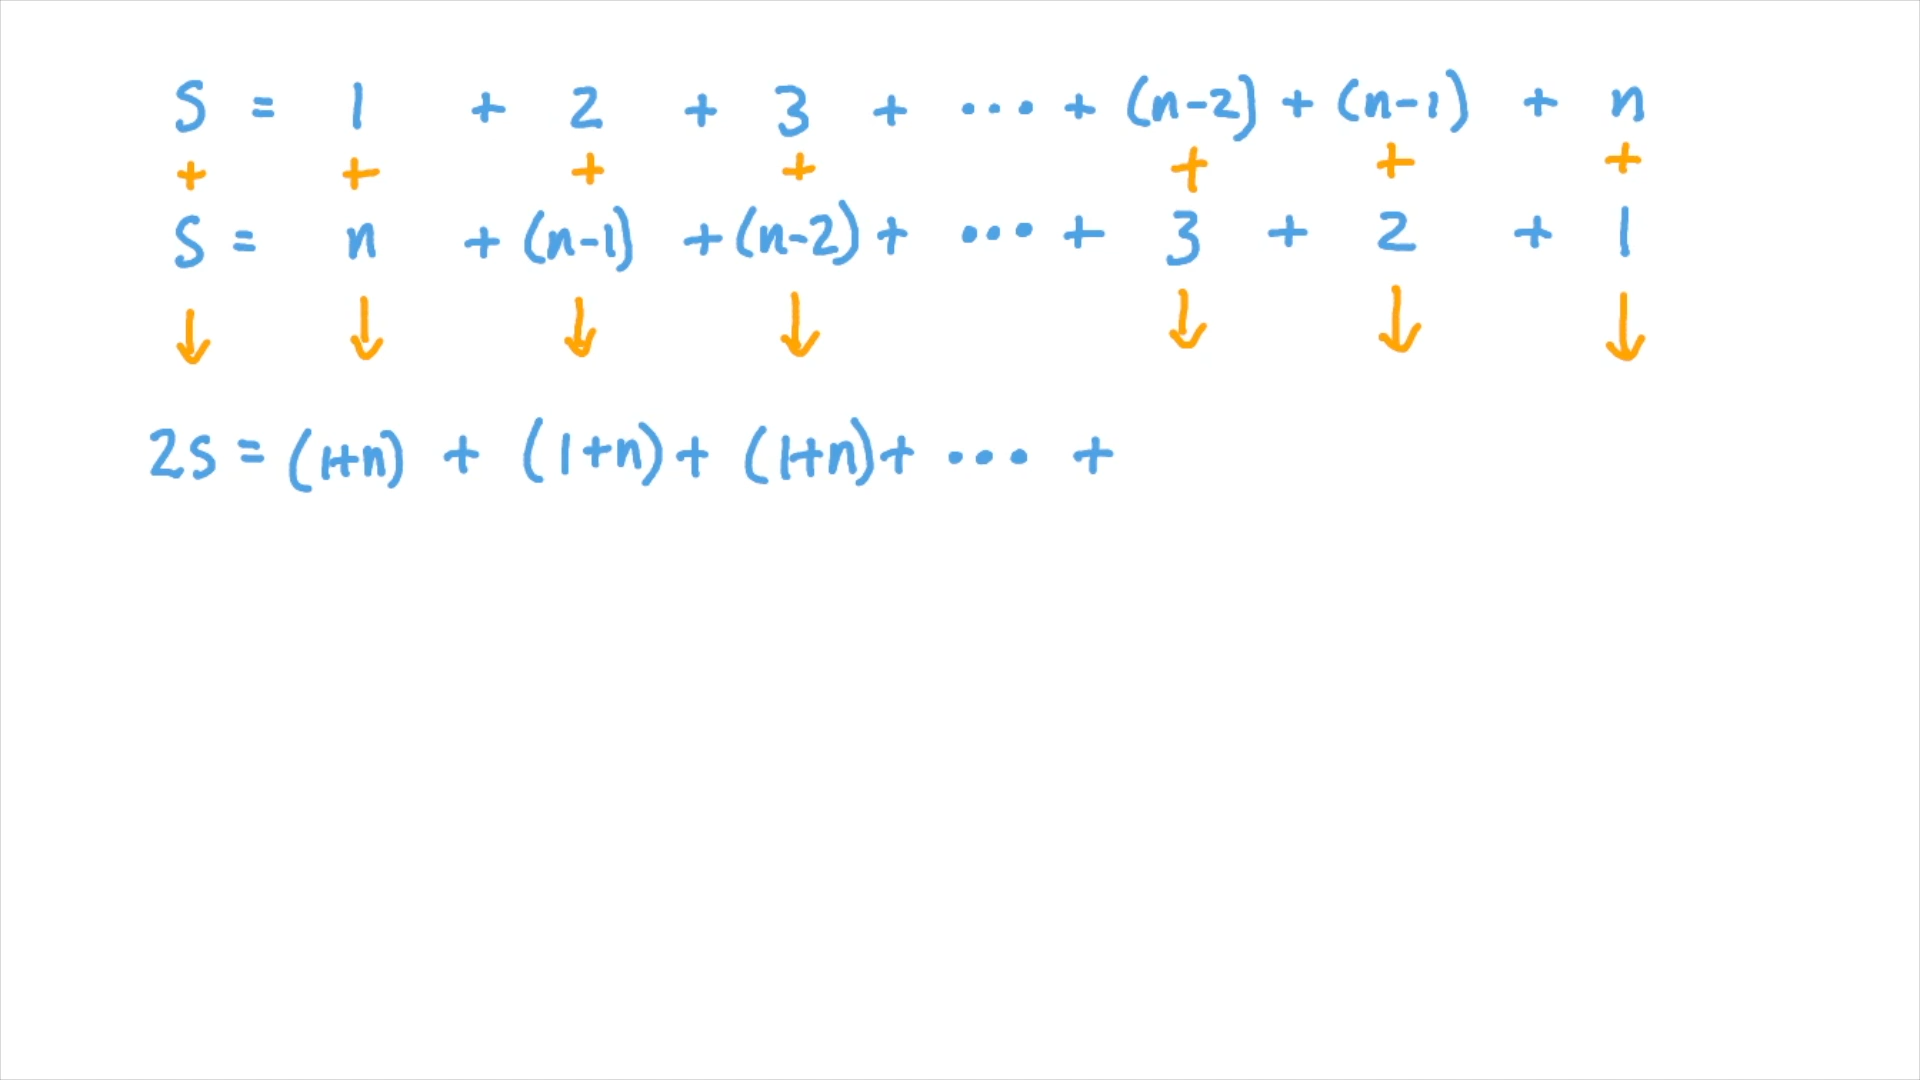 S = 1 + 2 + 3 + ... + (n-2) + (n-1) + n
+ + + + + + +
S = n + (n-1) + (n-2) + ... + 3 + 2 + 1
↓ ↓ ↓ ↓ ↓ ↓ ↓
2S = (1+n) + (1+n) + (1+n) + ... +